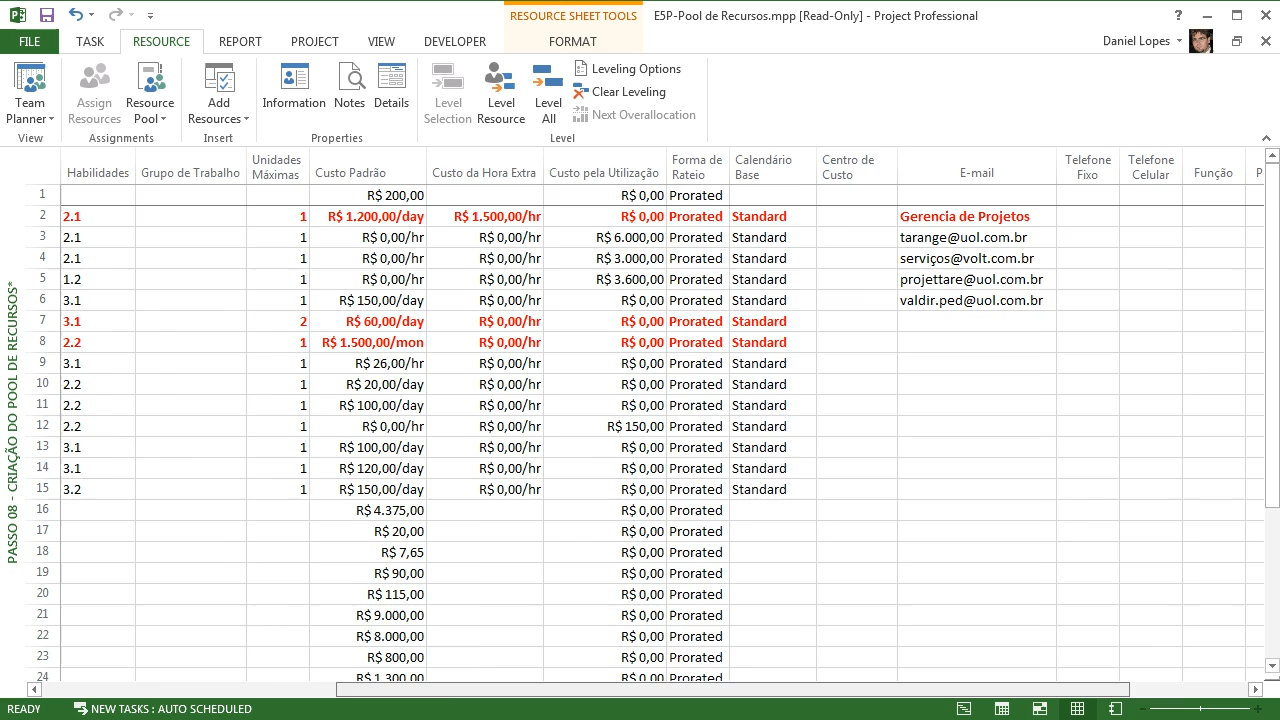 RESOURCE SHEET TOOLS
E5P-Pool de Recursos.mpp [Read-Only] - Project Professional
FILE TASK RESOURCE REPORT PROJECT VIEW DEVELOPER FORMAT
Daniel Lopes
Team Planner
Assign Resources
Resource Pool
Add Resources
Information
Notes
Details
Level Selection
Level Resource
Level All
Leveling Options
Clear Leveling
Next Overallocation
View Assignments Insert Properties Level
Habilidades Grupo de Trabalho Unidades Máximas Custo Padrão Custo da Hora Extra Custo pela Utilização Forma de Rateio Calendário Base Centro de Custo E-mail Telefone Fixo Telefone Celular Função P
1 R$ 200,00 R$ 0,00 Prorated
2 2.1 1 R$ 1.200,00/day R$ 1.500,00/hr R$ 0,00 Prorated Standard Gerencia de Projetos
3 2.1 1 R$ 0,00/hr R$ 0,00/hr R$ 6.000,00 Prorated Standard tarange@uol.com.br
4 2.1 1 R$ 0,00/hr R$ 0,00/hr R$ 3.000,00 Prorated Standard serviços@volt.com.br
5 1.2 1 R$ 0,00/hr R$ 0,00/hr R$ 3.600,00 Prorated Standard projettare@uol.com.br
6 3.1 1 R$ 150,00/day R$ 0,00/hr R$ 0,00 Prorated Standard valdir.ped@uol.com.br
7 3.1 2 R$ 60,00/day R$ 0,00/hr R$ 0,00 Prorated Standard
8 2.2 1 R$ 1.500,00/mon R$ 0,00/hr R$ 0,00 Prorated Standard
9 3.1 1 R$ 26,00/hr R$ 0,00/hr R$ 0,00 Prorated Standard
10 2.2 1 R$ 20,00/day R$ 0,00/hr R$ 0,00 Prorated Standard
11 2.2 1 R$ 100,00/day R$ 0,00/hr R$ 0,00 Prorated Standard
12 2.2 1 R$ 0,00/hr R$ 0,00/hr R$ 150,00 Prorated Standard
13 3.1 1 R$ 100,00/day R$ 0,00/hr R$ 0,00 Prorated Standard
14 3.1 1 R$ 120,00/day R$ 0,00/hr R$ 0,00 Prorated Standard
15 3.2 1 R$ 150,00/day R$ 0,00/hr R$ 0,00 Prorated Standard
16 R$ 4.375,00 R$ 0,00 Prorated
17 R$ 20,00 R$ 0,00 Prorated
18 R$ 7,65 R$ 0,00 Prorated
19 R$ 90,00 R$ 0,00 Prorated
20 R$ 115,00 R$ 0,00 Prorated
21 R$ 9.000,00 R$ 0,00 Prorated
22 R$ 8.000,00 R$ 0,00 Prorated
23 R$ 800,00 R$ 0,00 Prorated
24 R$ 1.300,00 R$ 0,00 Prorated
PASSO 08 - CRIAÇÃO DO POOL DE RECURSOS*
READY NEW TASKS : AUTO SCHEDULED